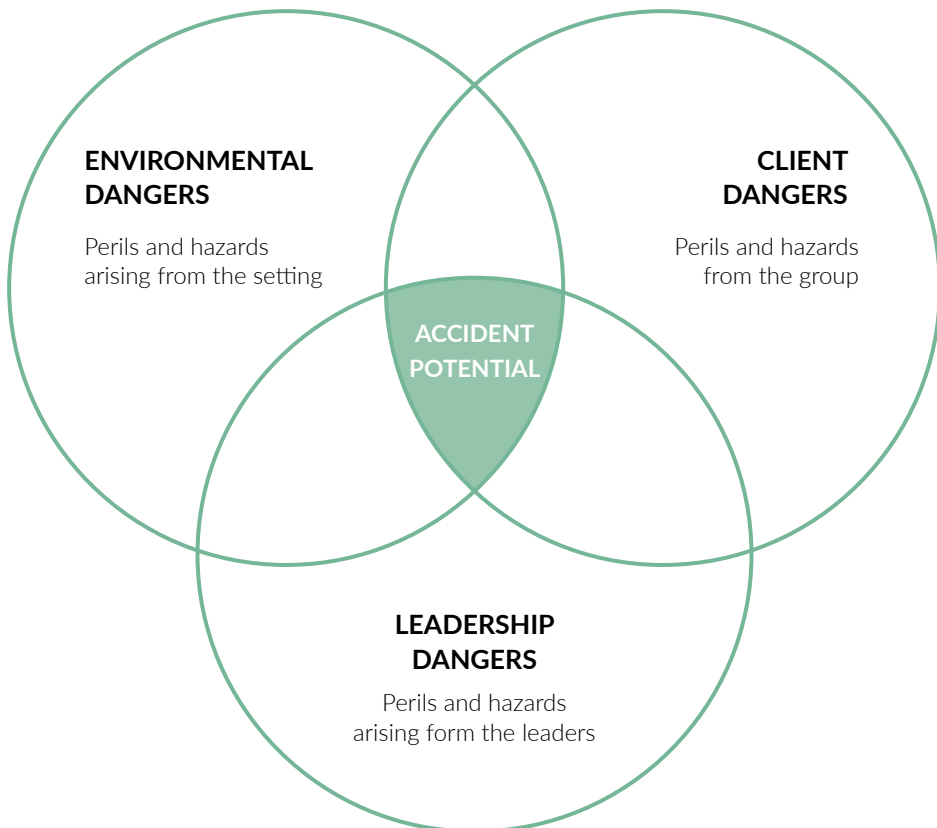 ENVIRONMENTAL
DANGERS
Perils and hazards
arising from the setting
CLIENT
DANGERS
Perils and hazards
from the group
ACCIDENT
POTENTIAL
LEADERSHIP
DANGERS
Perils and hazards
arising form the leaders